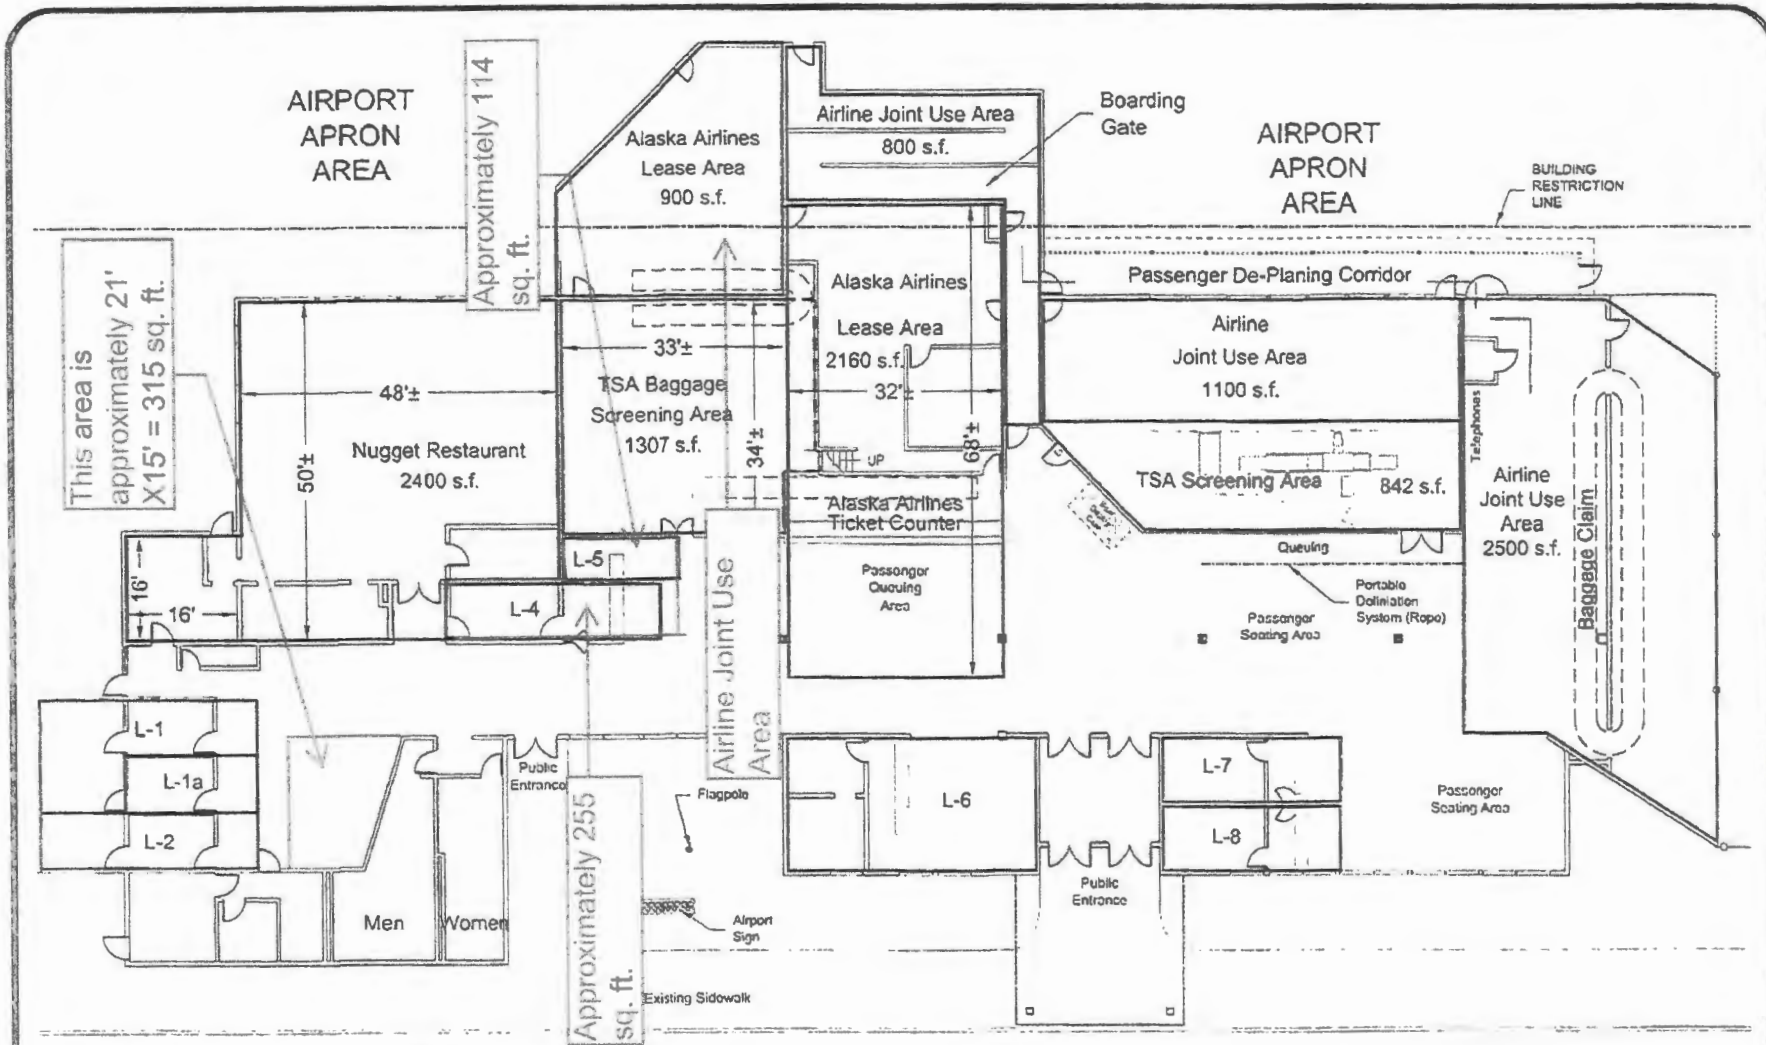 AIRPORT
APRON
AREA
Approximately 114
sq. ft.
Alaska Airlines
Lease Area
900 s.f.
Airline Joint Use Area
800 s.f.
Boarding
Gate
AIRPORT
APRON
AREA
BUILDING
RESTRICTION
LINE
This area is
approximately 21'
X15' = 315 sq. ft.
Passenger De-Planing Corridor
Alaska Airlines
Lease Area
2160 s.f.
32'±
68'±
UP
Airline
Joint Use Area
1100 s.f.
48'±
50'±
Nugget Restaurant
2400 s.f.
33'±
TSA Baggage
Screening Area
1307 s.f.
34'±
Telephones
TSA Screening Area
842 s.f.
Airline
Joint Use
Area
2500 s.f.
Baggage Claim
Alaska Airlines
Ticket Counter
Passenger
Queuing
Area
Queuing
Portable
Deliniation
System (Rope)
Passenger
Seating Area
16'
16'
L-5
L-4
Airline Joint Use
Area
L-1
L-1a
L-2
Public
Entrance
Flagpole
L-6
L-7
L-8
Passenger
Seating Area
Approximately 255
sq. ft.
Men
Women
Airport
Sign
Public
Entrance
Existing Sidewalk